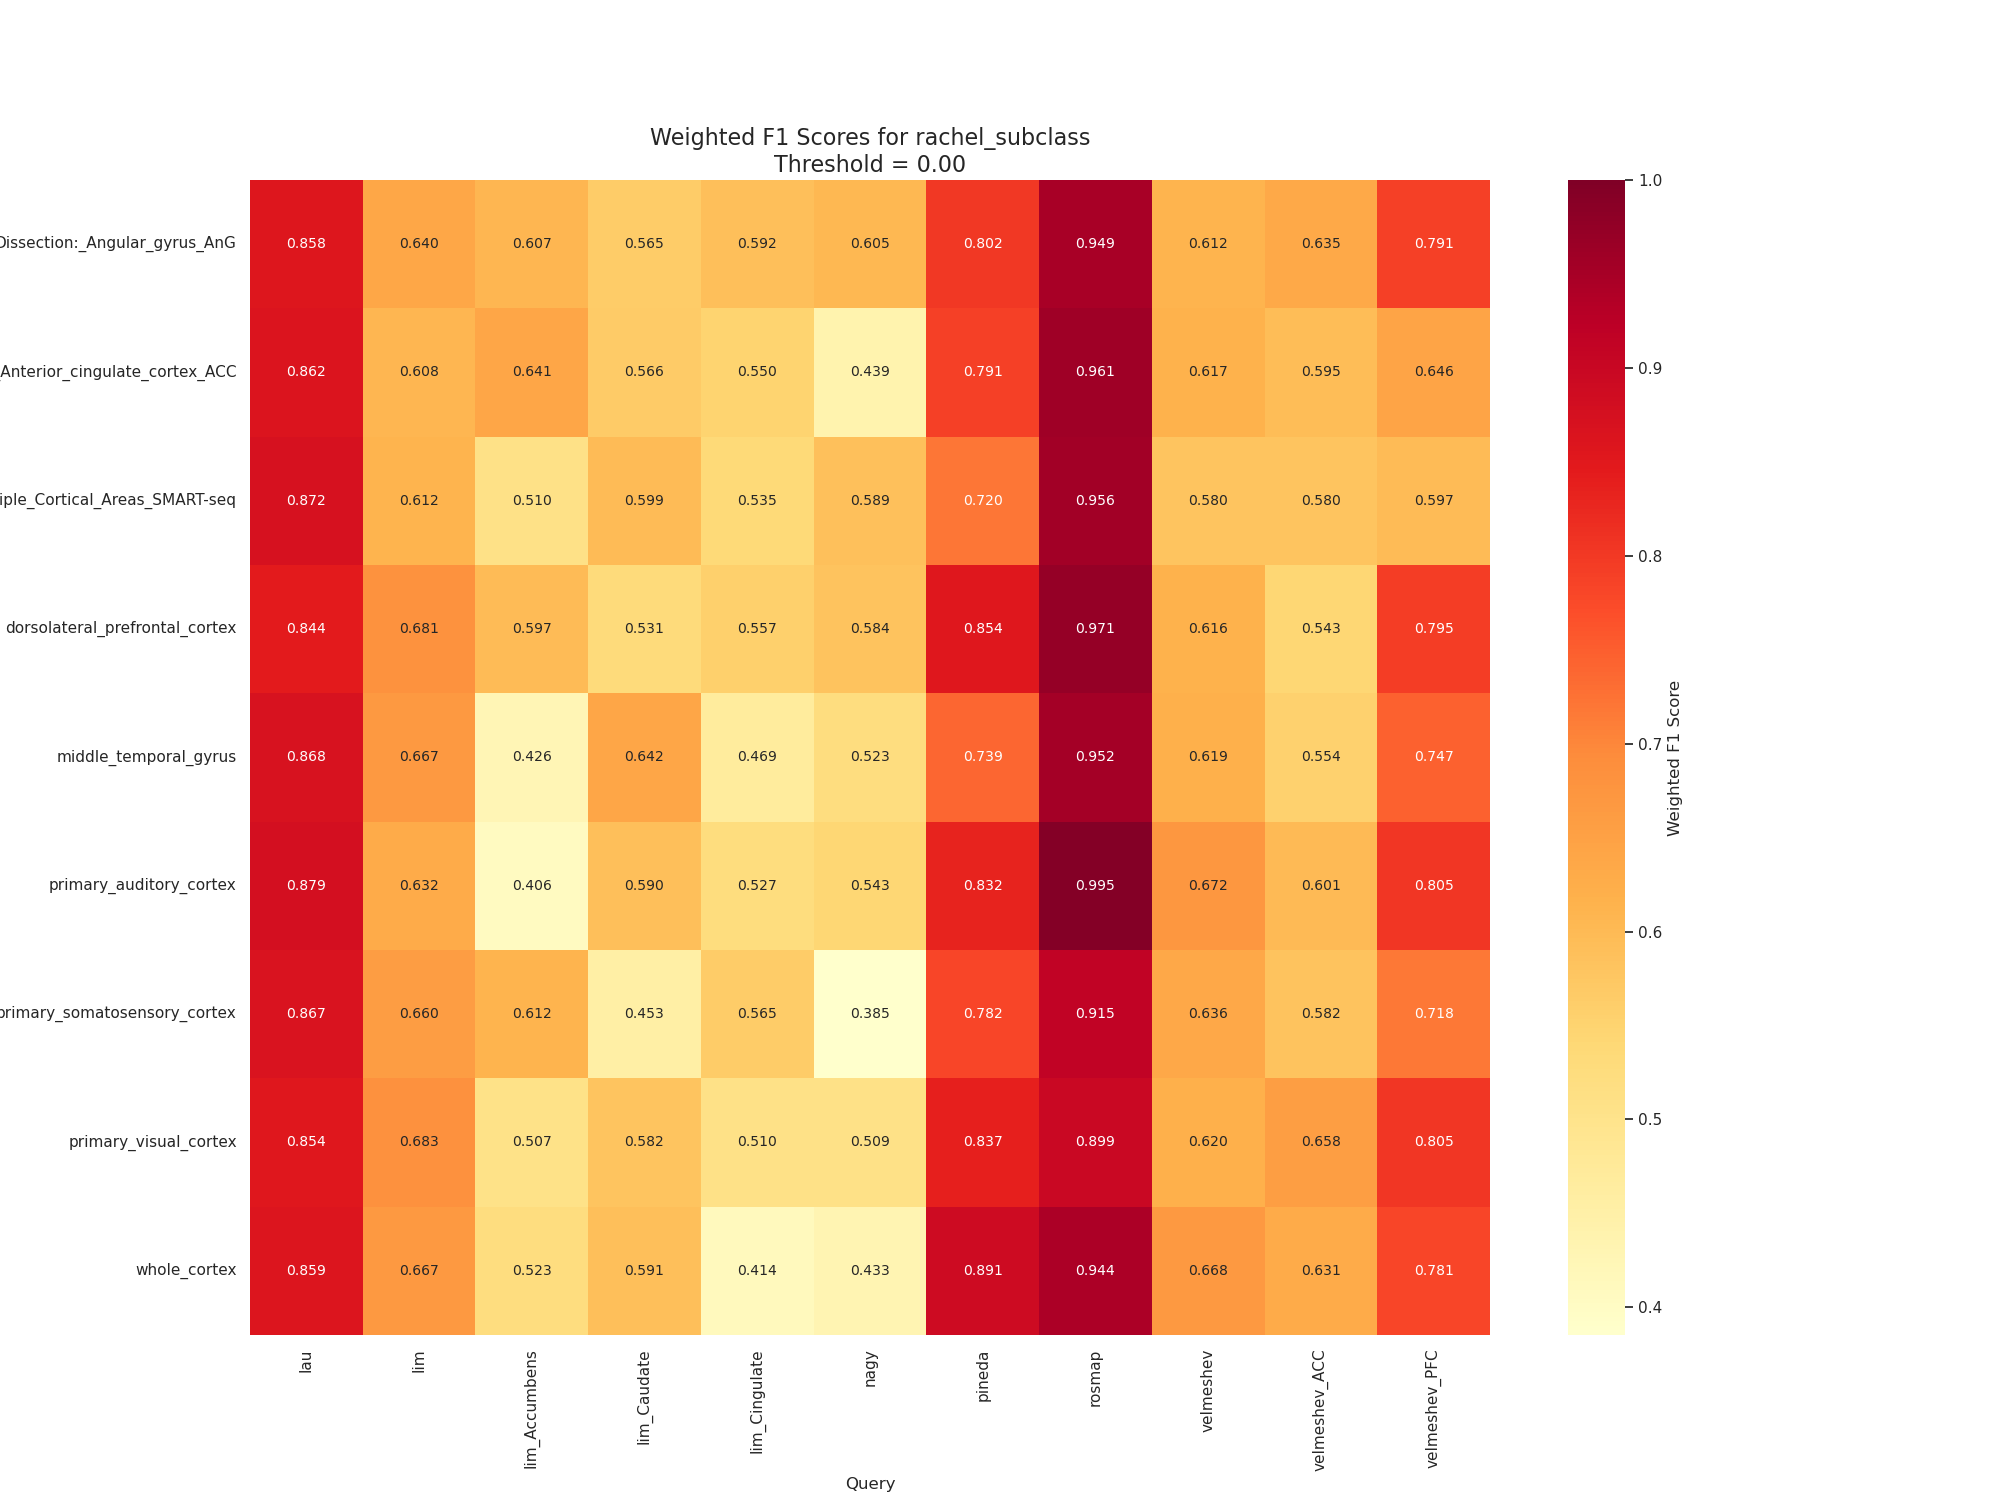 Weighted F1 Scores for rachel_subclass
Threshold = 0.00
Dissection:_Angular_gyrus_AnG 0.858 0.640 0.607 0.565 0.592 0.605 0.802 0.949 0.612 0.635 0.791
Anterior_cingulate_cortex_ACC 0.862 0.608 0.641 0.566 0.550 0.439 0.791 0.961 0.617 0.595 0.646
iple_Cortical_Areas_SMART-seq 0.872 0.612 0.510 0.599 0.535 0.589 0.720 0.956 0.580 0.580 0.597
dorsolateral_prefrontal_cortex 0.844 0.681 0.597 0.531 0.557 0.584 0.854 0.971 0.616 0.543 0.795
middle_temporal_gyrus 0.868 0.667 0.426 0.642 0.469 0.523 0.739 0.952 0.619 0.554 0.747
primary_auditory_cortex 0.879 0.632 0.406 0.590 0.527 0.543 0.832 0.995 0.672 0.601 0.805
primary_somatosensory_cortex 0.867 0.660 0.612 0.453 0.565 0.385 0.782 0.915 0.636 0.582 0.718
primary_visual_cortex 0.854 0.683 0.507 0.582 0.510 0.509 0.837 0.899 0.620 0.658 0.805
whole_cortex 0.859 0.667 0.523 0.591 0.414 0.433 0.891 0.944 0.668 0.631 0.781
lau
lim
lim_Accumbens
lim_Caudate
lim_Cingulate
nagy
pineda
rosmap
velmeshev
velmeshev_ACC
velmeshev_PFC
Query
1.0
0.9
0.8
0.7
0.6
0.5
0.4
Weighted F1 Score